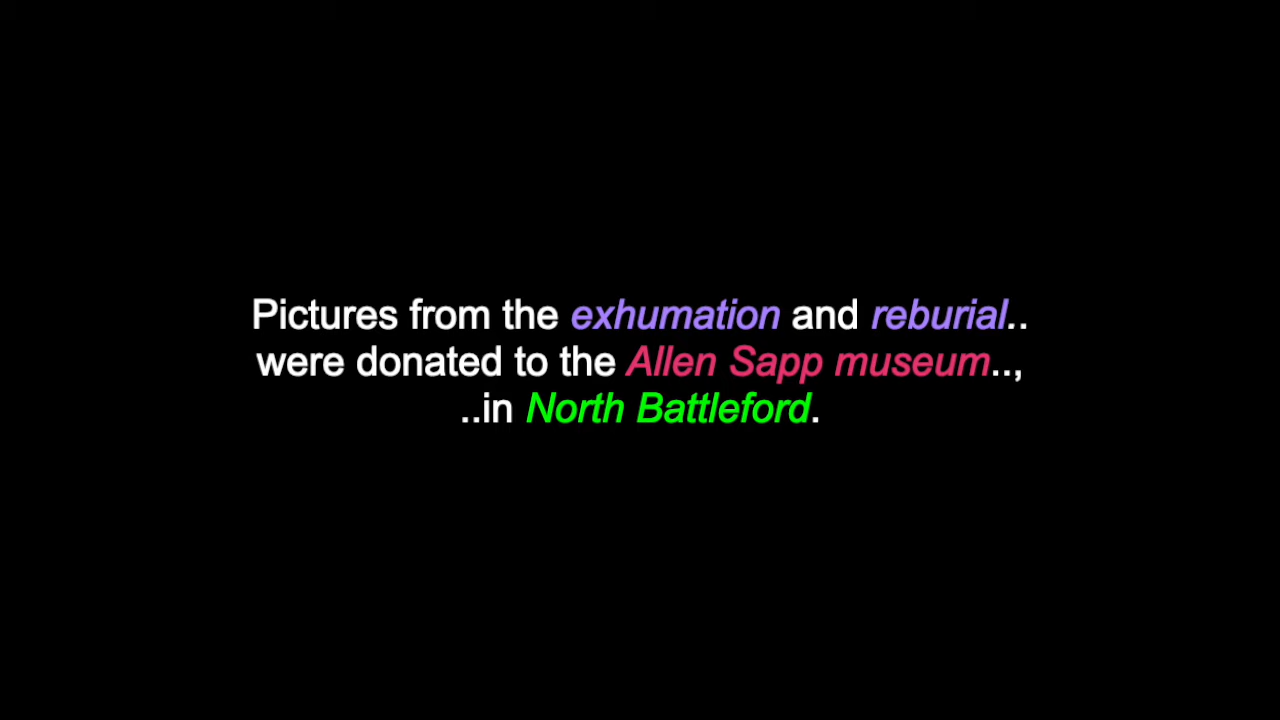 Pictures from the exhumation and reburial..
were donated to the Allen Sapp museum..,
..in North Battleford.